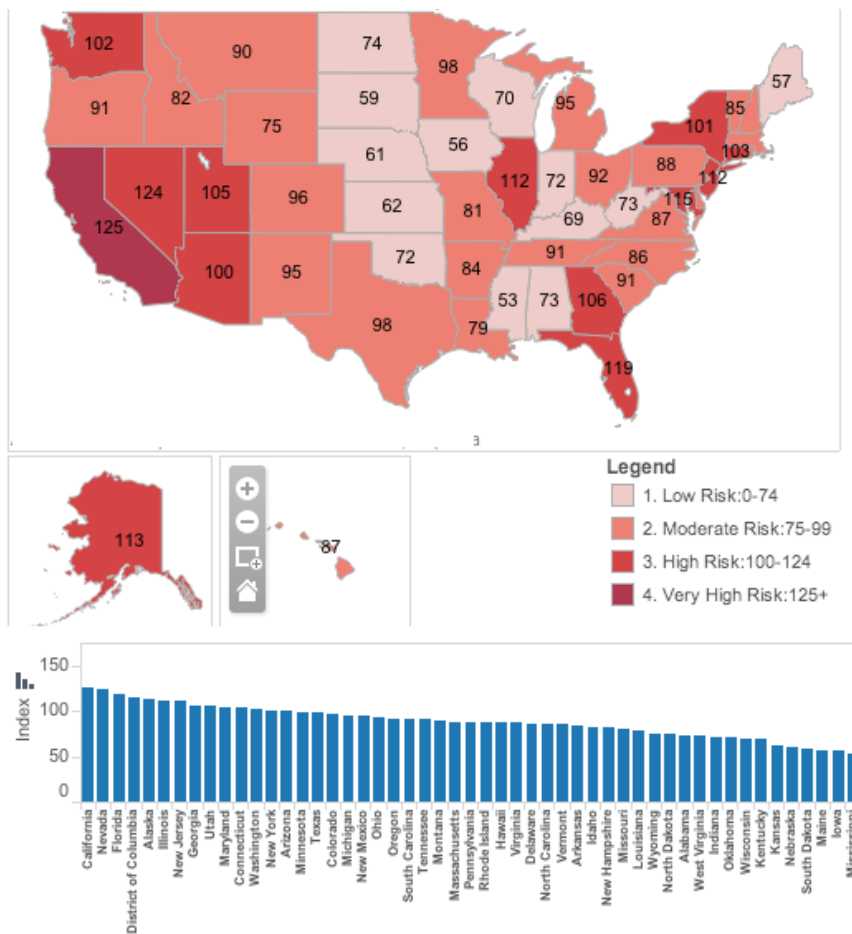 102
90
74
98
57
91
82
59
70
95
85
75
101
56
103
61
88
112
124
105
112
72
92
96
62
73
115
125
81
69
87
100
95
72
91
86
84
91
98
53
73
106
79
119
113
87
Legend
1. Low Risk:0-74
2. Moderate Risk:75-99
3. High Risk:100-124
4. Very High Risk:125+
Index
150
100
50
0
California
Nevada
Florida
District of Columbia
Alaska
Illinois
New Jersey
Georgia
Utah
Maryland
Connecticut
Washington
New York
Arizona
Minnesota
Texas
Colorado
Michigan
New Mexico
Ohio
Oregon
South Carolina
Tennessee
Montana
Massachusetts
Pennsylvania
Rhode Island
Hawaii
Virginia
Delaware
North Carolina
Vermont
Arkansas
Idaho
New Hampshire
Missouri
Louisiana
Wyoming
North Dakota
Alabama
West Virginia
Indiana
Oklahoma
Wisconsin
Kentucky
Kansas
Nebraska
South Dakota
Maine
Iowa